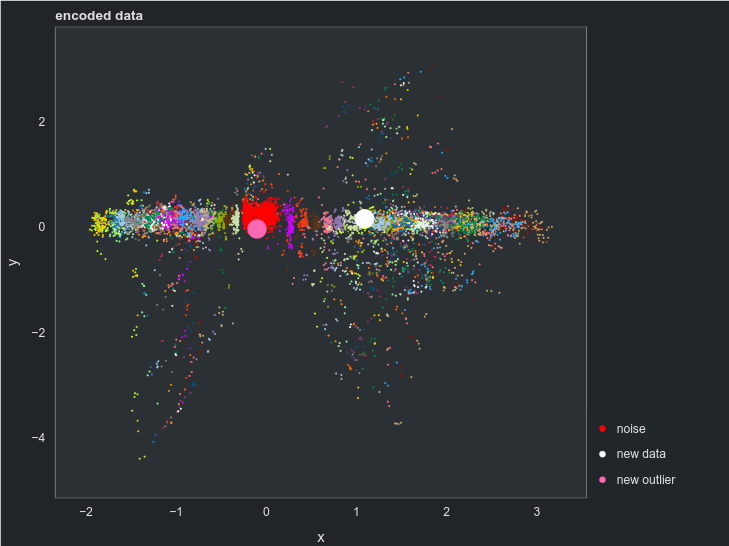 encoded data
2
0
−2
−4
y
−2
−1
0
1
2
3
x
noise
new data
new outlier